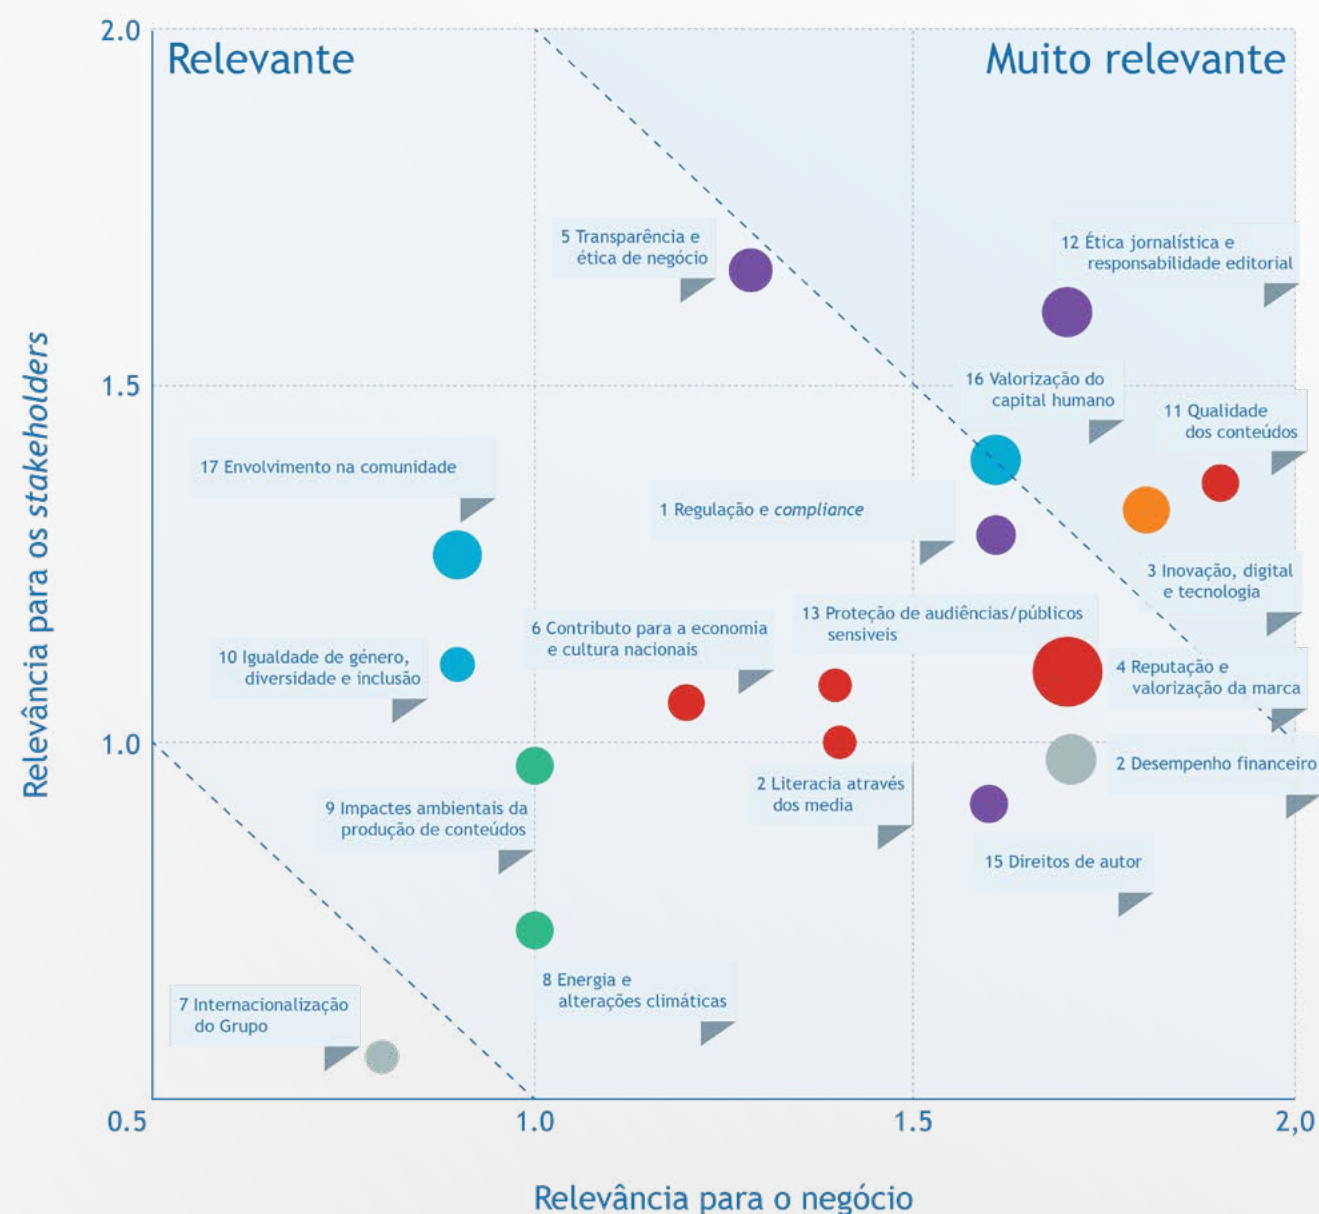 2.0
Relevante
Muito relevante
5 Transparência e
ética de negócio
12 Ética jornalística e
responsabilidade editorial
1.5
16 Valorização do
capital humano
11 Qualidade
dos conteúdos
17 Envolvimento na comunidade
1 Regulação e compliance
3 Inovação, digital
e tecnologia
13 Proteção de audiências/públicos
sensiveis
6 Contributo para a economia
e cultura nacionais
10 Igualdade de género,
diversidade e inclusão
4 Reputação e
valorização da marca
1.0
2 Desempenho financeiro
2 Literacia através
dos media
9 Impactes ambientais da
produção de conteúdos
15 Direitos de autor
8 Energia e
alterações climáticas
7 Internacionalização
do Grupo
0.5
1.0
1.5
2,0
Relevância para os stakeholders
Relevância para o negócio